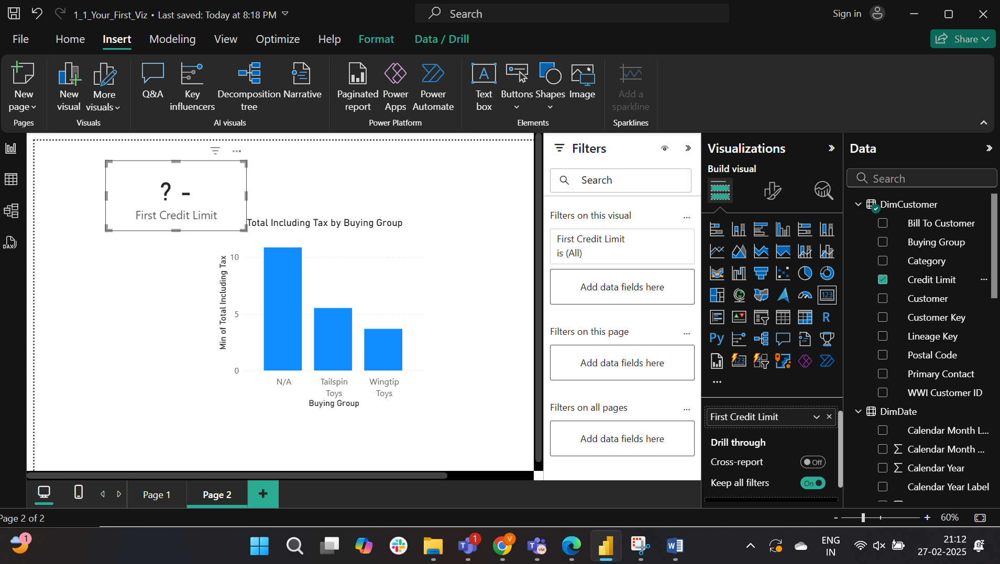 1_1_Your_First_Viz • Last saved: Today at 8:18 PM
Search
Sign in
File
Home
Insert
Modeling
View
Optimize
Help
Format
Data / Drill
Share
New page
New visual
More visuals
Q&A
Key influencers
Decomposition tree
Narrative
Paginated report
Power Apps
Power Automate
Text box
Buttons
Shapes
Image
Add a sparkline
Pages
Visuals
AI visuals
Power Platform
Elements
Sparklines
DAX
? -
First Credit Limit
Total Including Tax by Buying Group
Min of Total Including Tax
10
5
0
N/A
Tailspin Toys
Wingtip Toys
Buying Group
Filters
Search
Filters on this visual
...
First Credit Limit
is (All)
Add data fields here
Filters on this page
...
Add data fields here
Filters on all pages
...
Add data fields here
Visualizations
Build visual
123
R
Py
123
...
First Credit Limit
Drill through
Cross-report
Off
Keep all filters
On
Data
Search
DimCustomer
Bill To Customer
Buying Group
Category
Credit Limit
...
Customer
Customer Key
Lineage Key
Postal Code
Primary Contact
WWI Customer ID
DimDate
Calendar Month L...
Calendar Month ...
Calendar Year
Calendar Year Label
Page 1
Page 2
+
Page 2 of 2
- + 60%
1
1
V
T
T
VM
W
ENG
IN
21:12
27-02-2025